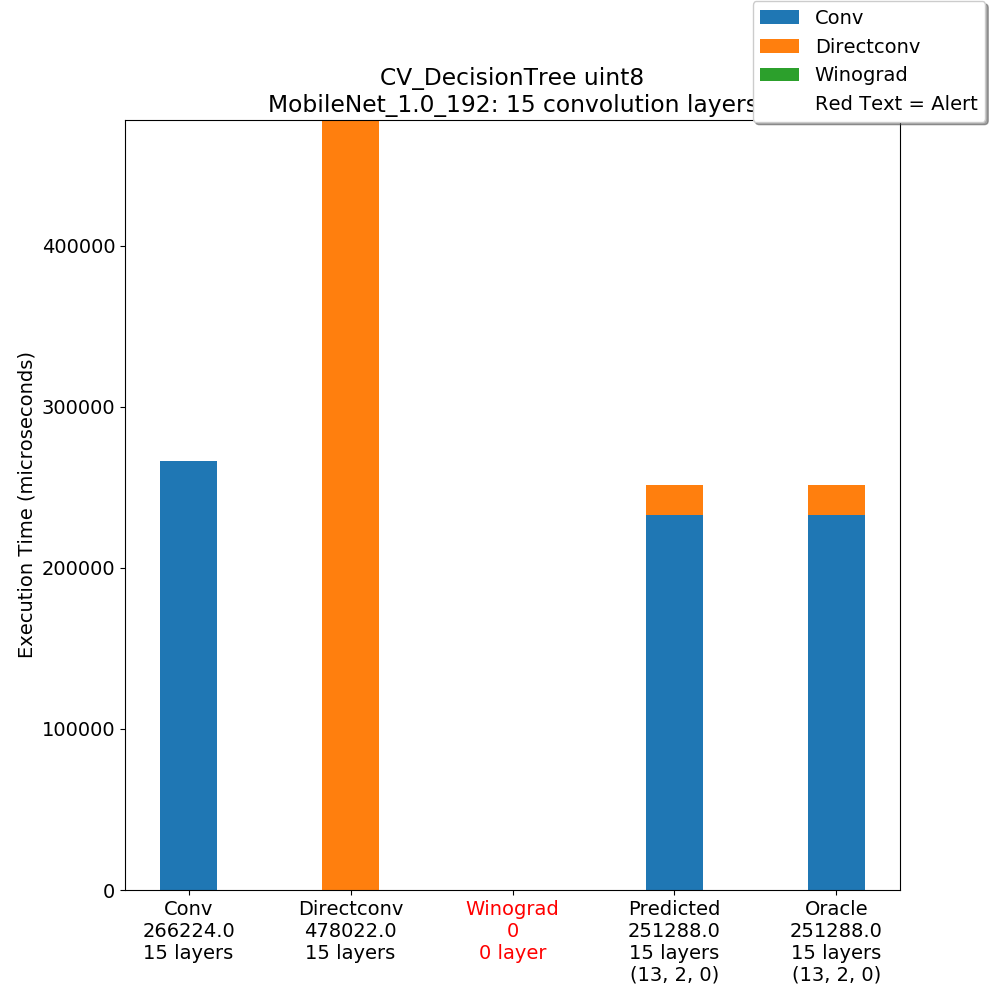 Conv
Directconv
Winograd
Red Text = Alert
CV_DecisionTree uint8
MobileNet_1.0_192: 15 convolution layers
Execution Time (microseconds)
400000
300000
200000
100000
0
Conv
266224.0
15 layers
Directconv
478022.0
15 layers
Winograd
0
0 layer
Predicted
251288.0
15 layers
(13, 2, 0)
Oracle
251288.0
15 layers
(13, 2, 0)